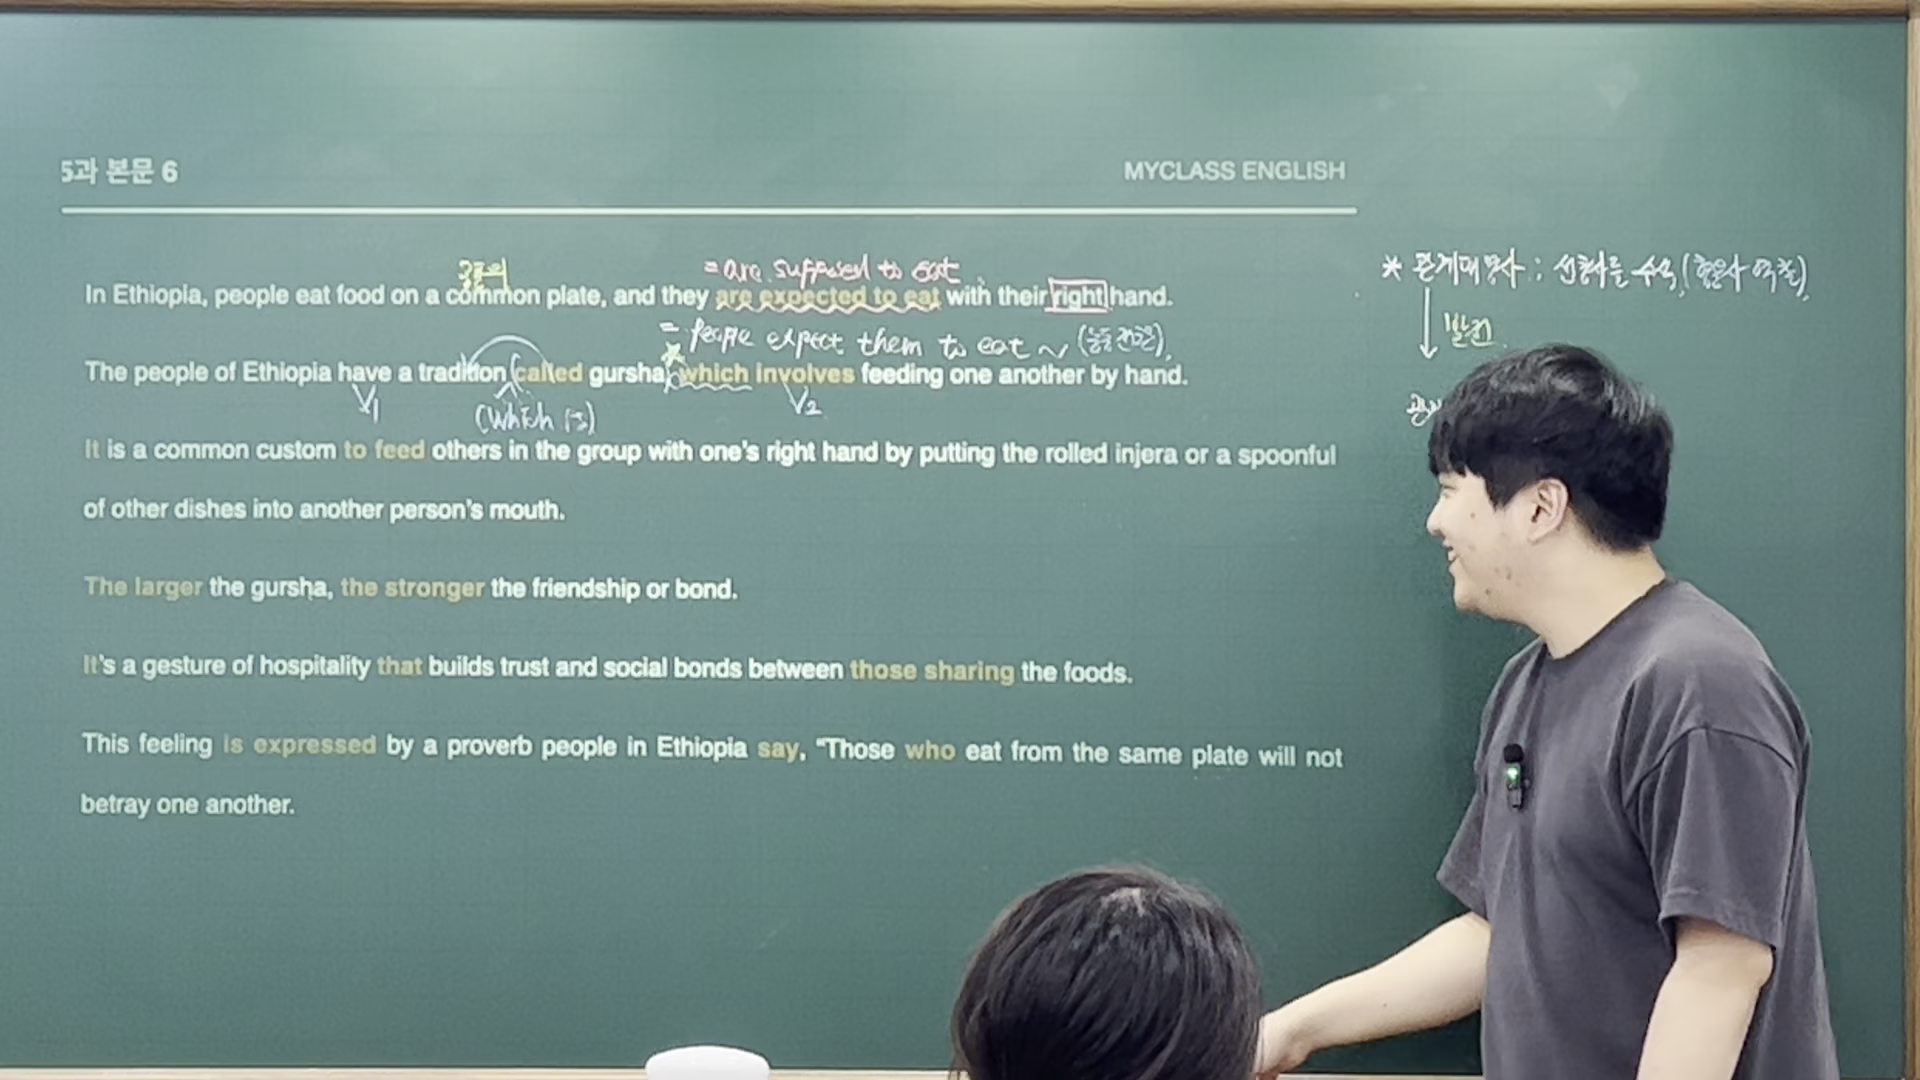 5과 본문 6
MYCLASS ENGLISH
공통의
= are supposed to eat
In Ethiopia, people eat food on a common plate, and they are expected to eat with their right hand.
= people expect them to eat ~ (능동전환).
The people of Ethiopia have a tradition called gursha, which involves feeding one another by hand.
V1
(which is)
V2
It is a common custom to feed others in the group with one's right hand by putting the rolled injera or a spoonful
of other dishes into another person's mouth.
The larger the gursha, the stronger the friendship or bond.
It's a gesture of hospitality that builds trust and social bonds between those sharing the foods.
This feeling is expressed by a proverb people in Ethiopia say, “Those who eat from the same plate will not
betray one another.
* 관계대명사 : 선행사를 수식, (형용사 역할),
발전